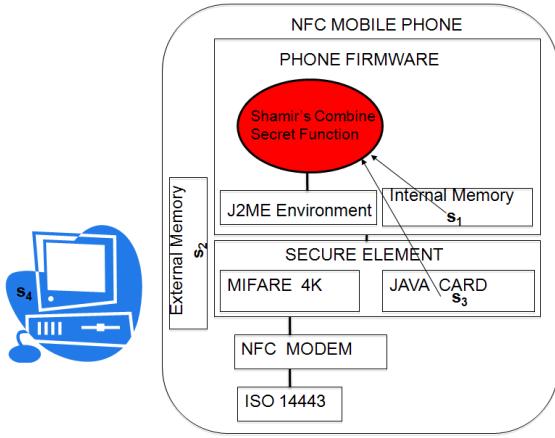 NFC MOBILE PHONE
PHONE FIRMWARE
Shamir's Combine
Secret Function
J2ME Environment
Internal Memory
s1
External Memory
s2
SECURE ELEMENT
MIFARE 4K
JAVA CARD
s3
s4
NFC MODEM
ISO 14443